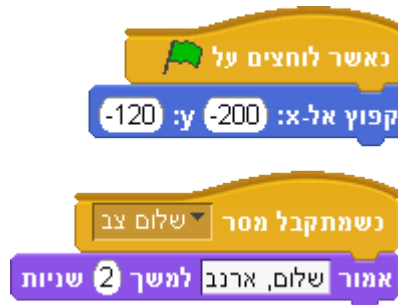 כאשר לוחצים על
קפוץ אל-x: -200 y: -120
כשמתקבל מסר שלום צב
אמור שלום, ארנב למשך 2 שניות